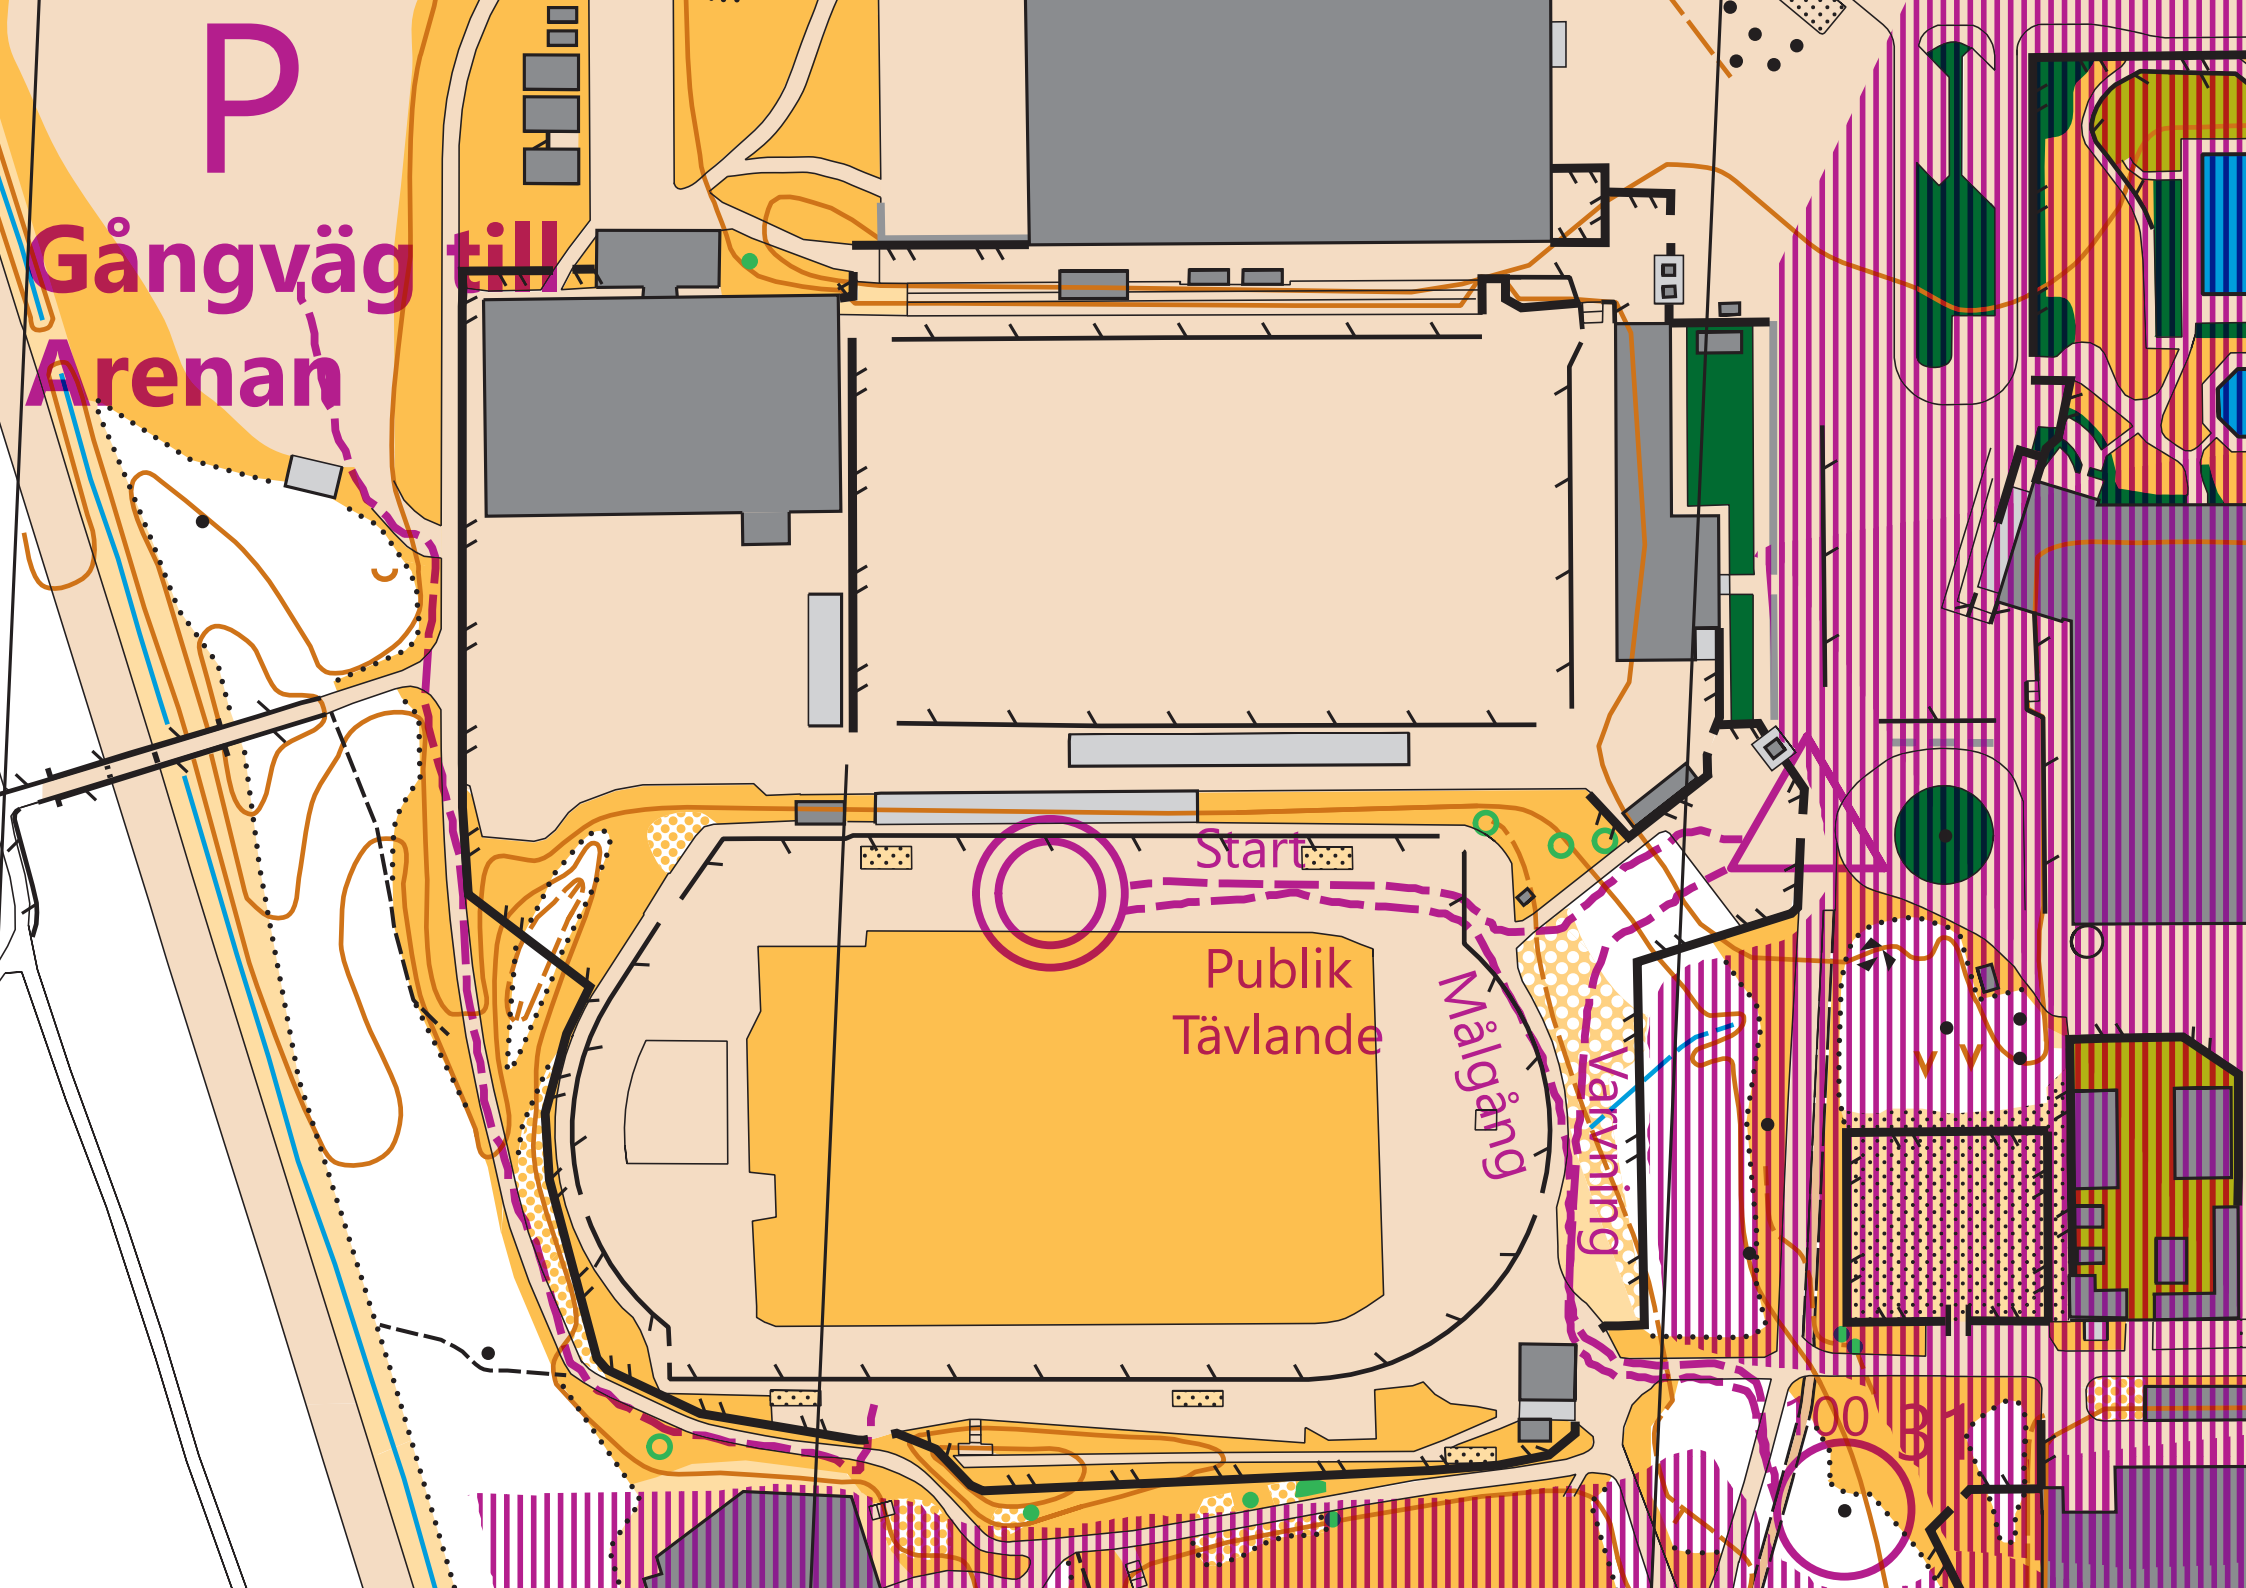 P
Gångväg till
Arenan
Start
Publik
Tävlande
Målgång
Varvning
100
31